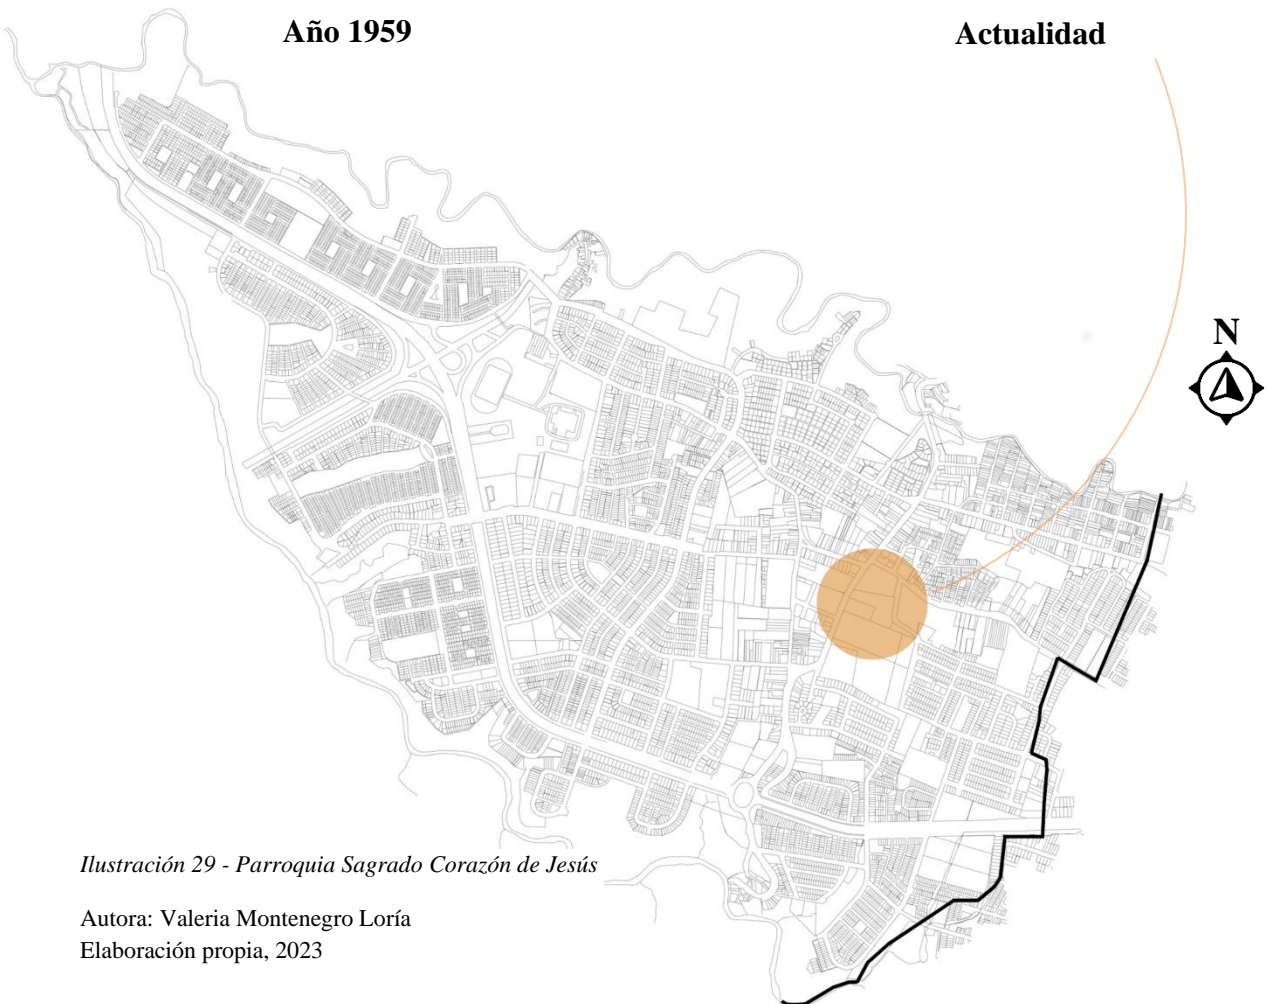 Año 1959
Actualidad
N
Ilustración 29 - Parroquia Sagrado Corazón de Jesús
Autora: Valeria Montenegro Loría
Elaboración propia, 2023